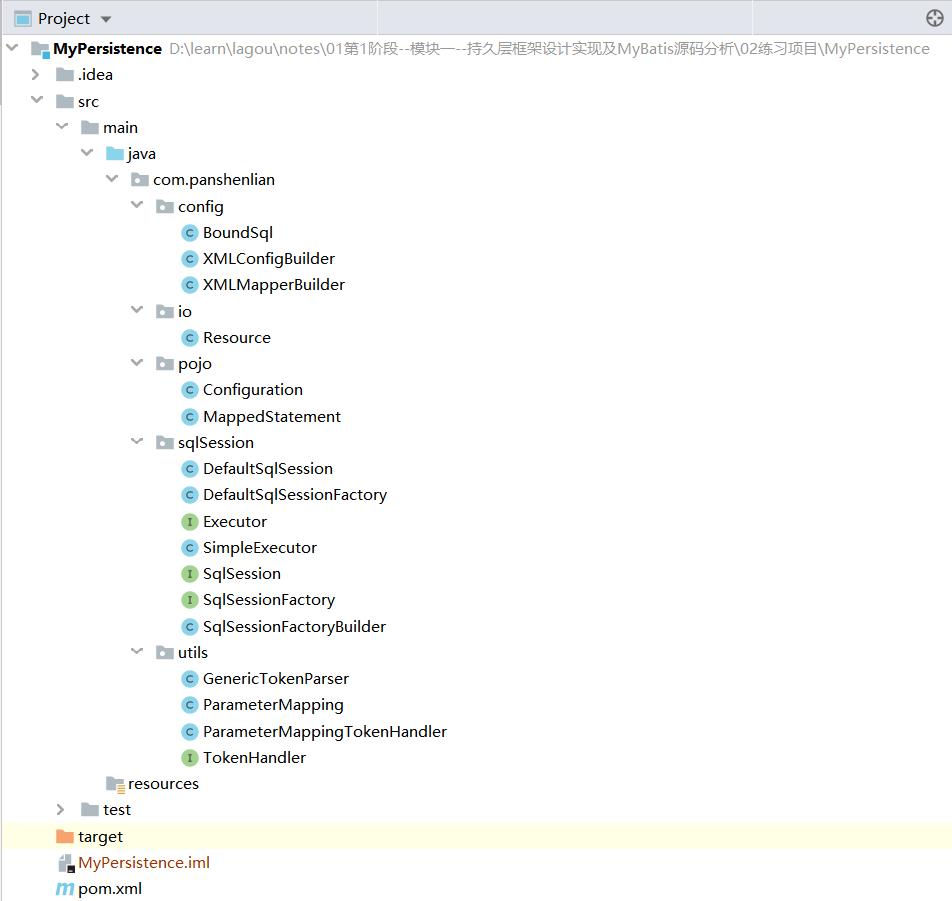 Project
MyPersistence D:\learn\lagou\notes\01第1阶段--模块一--持久层框架设计实现及MyBatis源码分析\02练习项目\MyPersistence
.idea
src
main
java
com.panshenlian
config
C BoundSql
C XMLConfigBuilder
C XMLMapperBuilder
io
C Resource
pojo
C Configuration
C MappedStatement
sqlSession
C DefaultSqlSession
C DefaultSqlSessionFactory
I Executor
C SimpleExecutor
I SqlSession
I SqlSessionFactory
C SqlSessionFactoryBuilder
utils
C GenericTokenParser
C ParameterMapping
C ParameterMappingTokenHandler
I TokenHandler
resources
test
target
MyPersistence.iml
m pom.xml